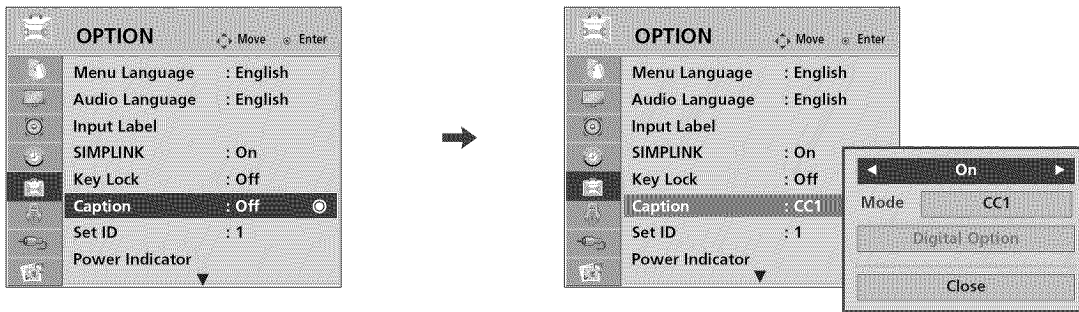 OPTION Move Enter
Menu Language : English
Audio Language : English
Input Label
SIMPLINK : On
Key Lock : Off
Caption : Off
Set ID : 1
Power Indicator
OPTION Move Enter
Menu Language : English
Audio Language : English
Input Label
SIMPLINK : On
Key Lock : Off
Caption : CC1
Set ID : 1
Power Indicator
On
Mode CC1
Digital Option
Close